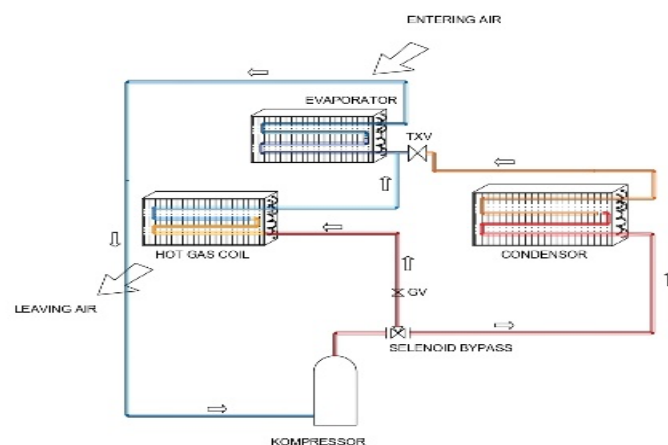 ENTERING AIR
EVAPORATOR
TXV
HOT GAS COIL
CONDENSOR
LEAVING AIR
GV
SELENOID BYPASS
KOMPRESSOR